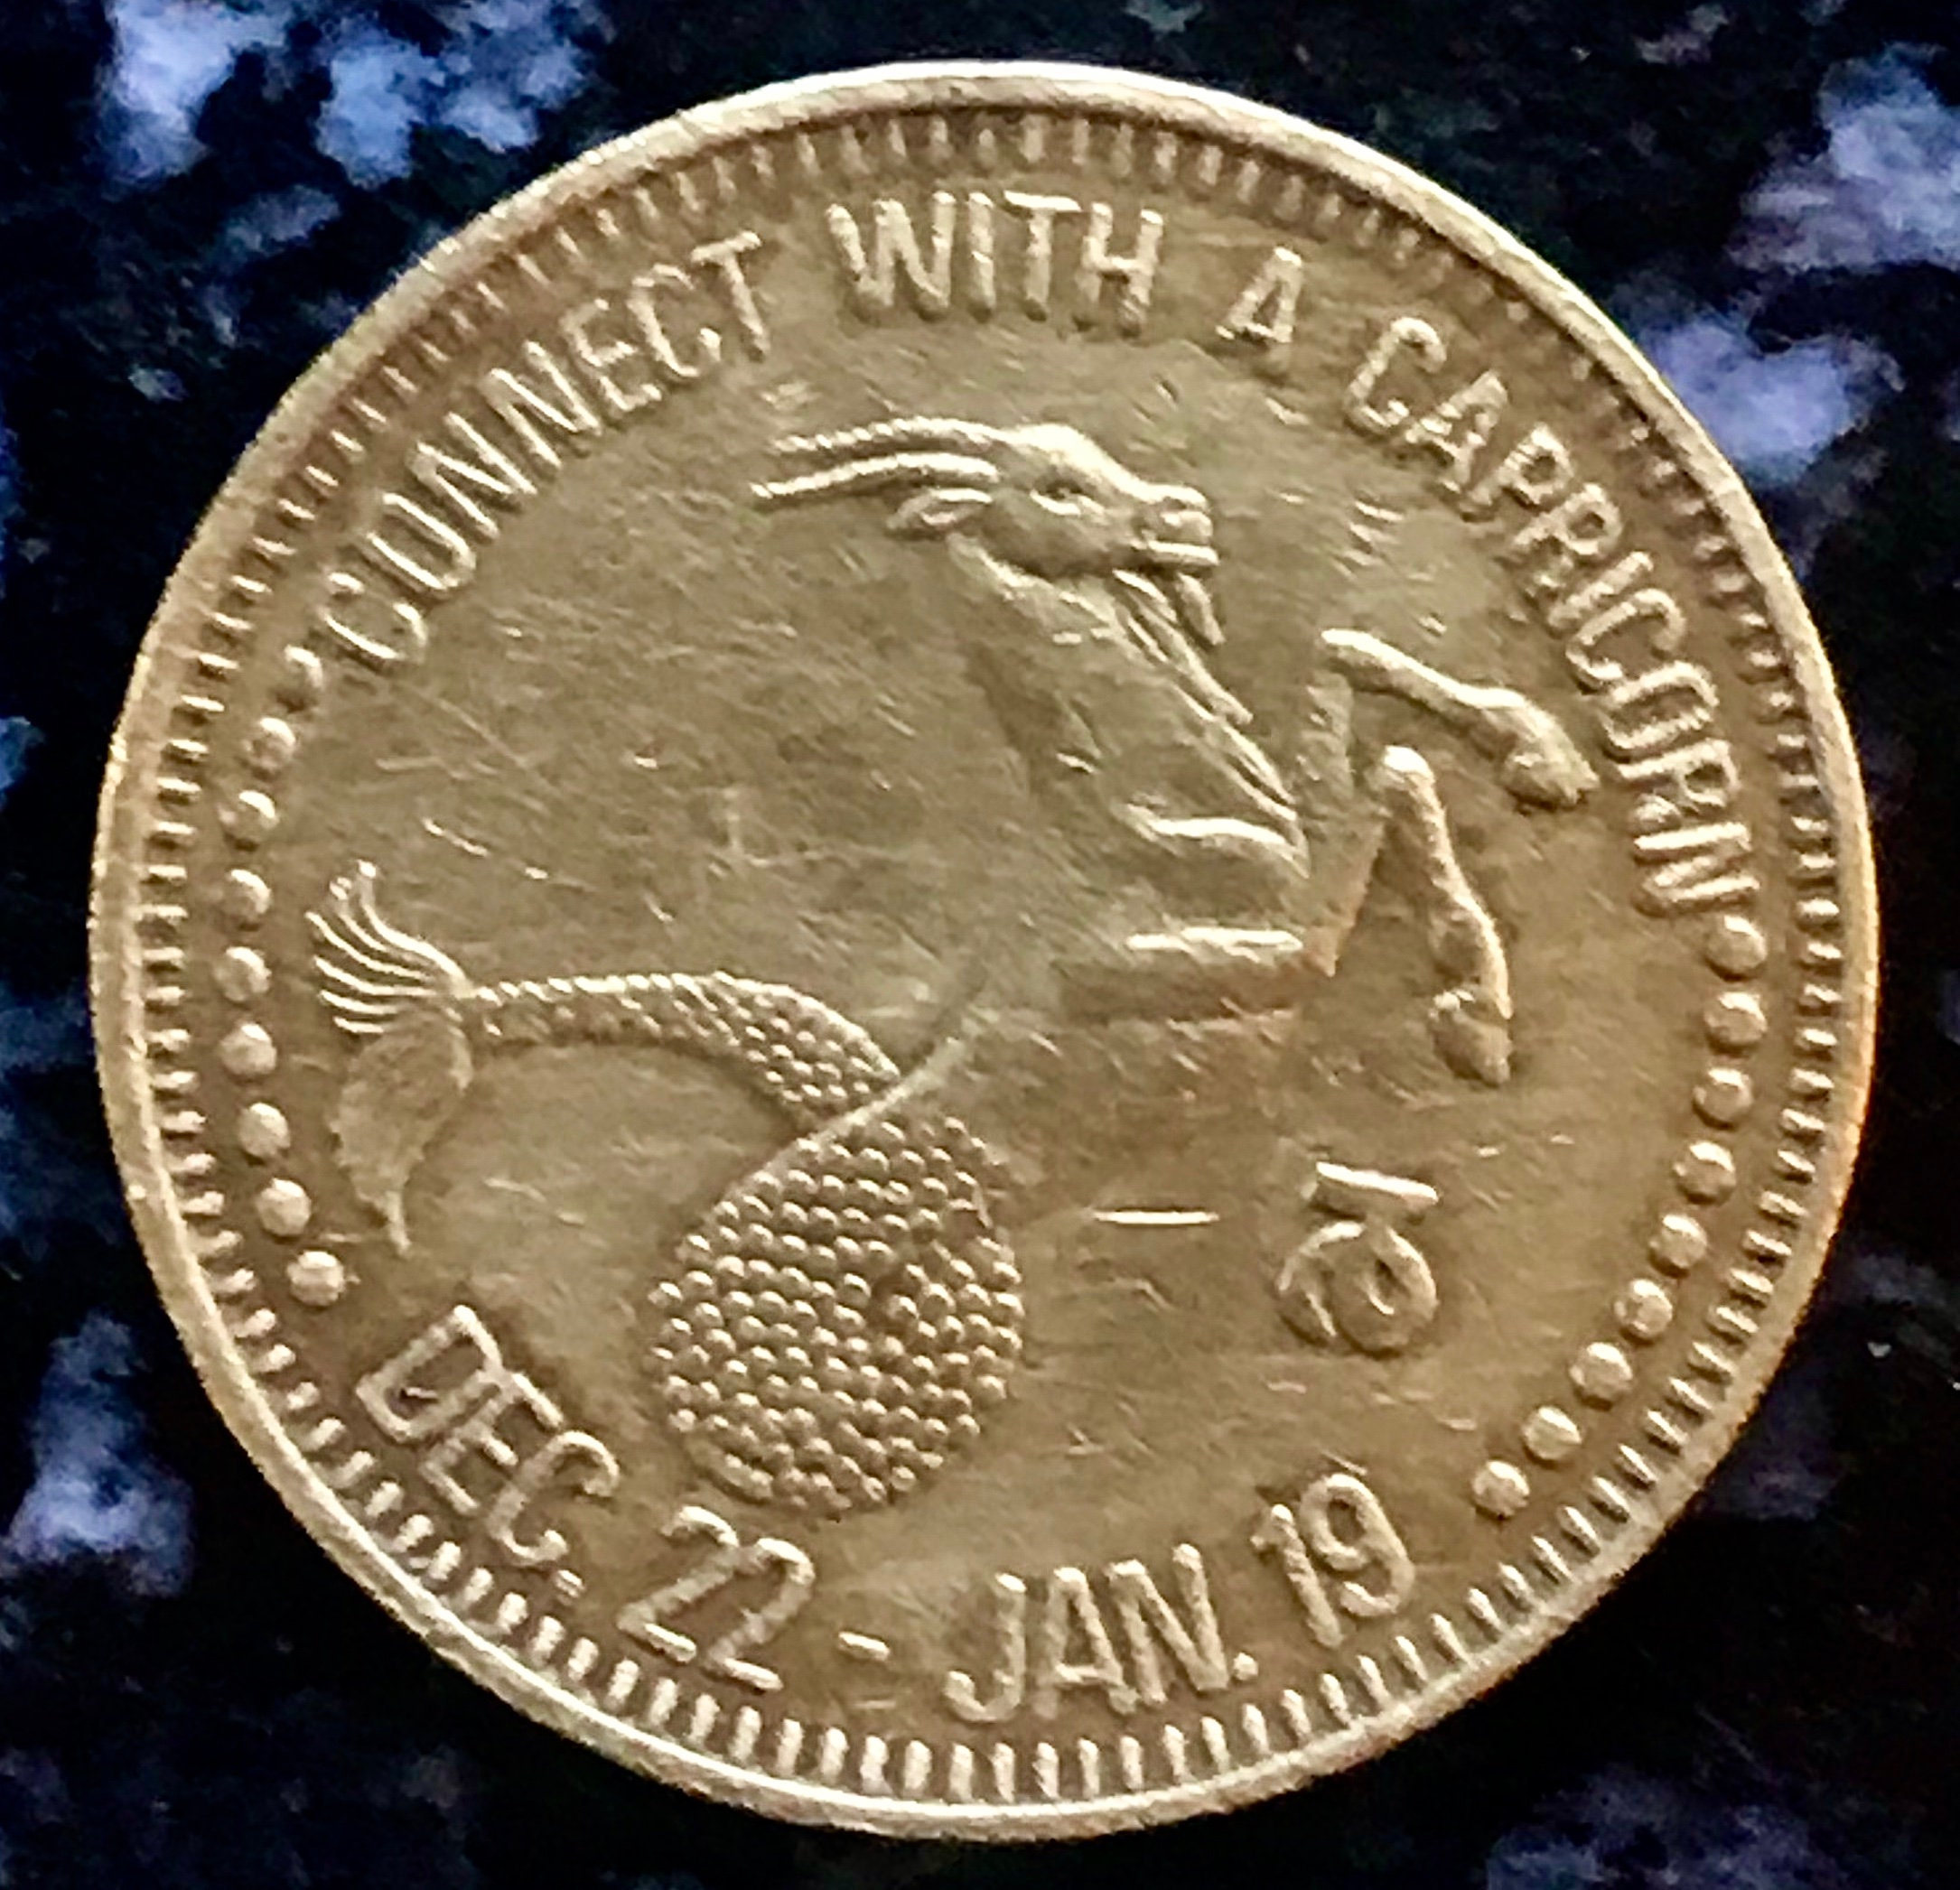 CONNECT WITH A CAPRICORN
DEC. 22 - JAN. 19